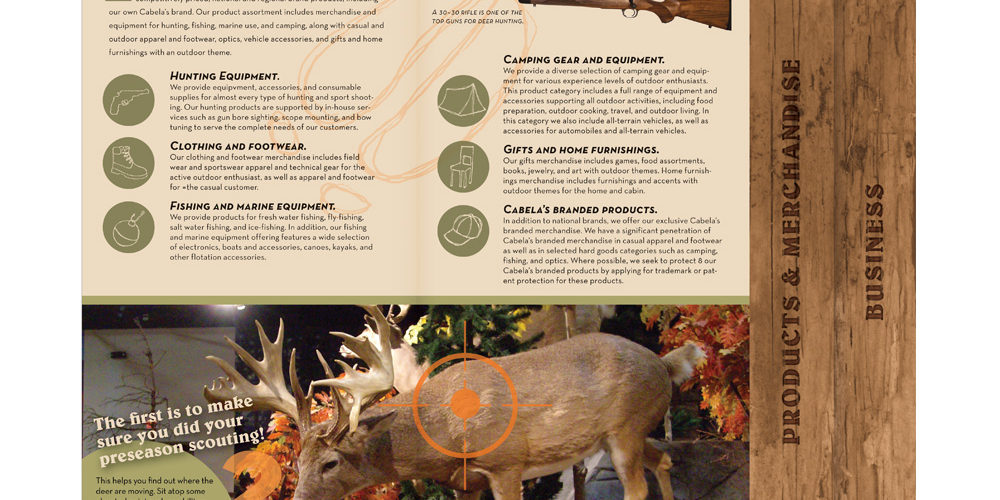 our own Cabela's brand. Our product assortment includes merchandise and
equipment for hunting, fishing, marine use, and camping, along with casual and
outdoor apparel and footwear, optics, vehicle accessories, and gifts and home
furnishings with an outdoor theme.
A 30-30 RIFLE IS ONE OF THE
TOP GUNS FOR DEER HUNTING.
HUNTING EQUIPMENT.
We provide equipvment, accessories, and consumable
supplies for almost every type of hunting and sport shoot-
ing. Our hunting products are supported by in-house ser-
vices such as gun bore sighting, scope mounting, and bow
tuning to serve the complete needs of our customers.
CLOTHING AND FOOTWEAR.
Our clothing and footwear merchandise includes field
wear and sportswear apparel and technical gear for the
active outdoor enthusiast, as well as apparel and footwear
for =the casual customer.
FISHING AND MARINE EQUIPMENT.
We provide products for fresh water fishing, fly-fishing,
salt water fishing, and ice-fishing. In addition, our fishing
and marine equipment offering features a wide selection
of electronics, boats and accessories, canoes, kayaks, and
other flotation accessories.
CAMPING GEAR AND EQUIPMENT.
We provide a diverse selection of camping gear and equip-
ment for various experience levels of outdoor enthusiasts.
This product category includes a full range of equipment and
accessories supporting all outdoor activities, including food
preparation, outdoor cooking, travel, and outdoor living. In
this category we also include all-terrain vehicles, as well as
accessories for automobiles and all-terrain vehicles.
GIFTS AND HOME FURNISHINGS.
Our gifts merchandise includes games, food assortments,
books, jewelry, and art with outdoor themes. Home furnish-
ings merchandise includes furnishings and accents with
outdoor themes for the home and cabin.
CABELA'S BRANDED PRODUCTS.
In addition to national brands, we offer our exclusive Cabela's
branded merchandise. We have a significant penetration of
Cabela's branded merchandise in casual apparel and footwear
as well as in selected hard goods categories such as camping,
fishing, and optics. Where possible, we seek to protect 8 our
Cabela's branded products by applying for trademark or pat-
ent protection for these products.
PRODUCTS & MERCHANDISE
BUSINESS
The first is to make
sure you did your
preseason scouting!
This helps you find out where the
deer are moving. Sit atop some